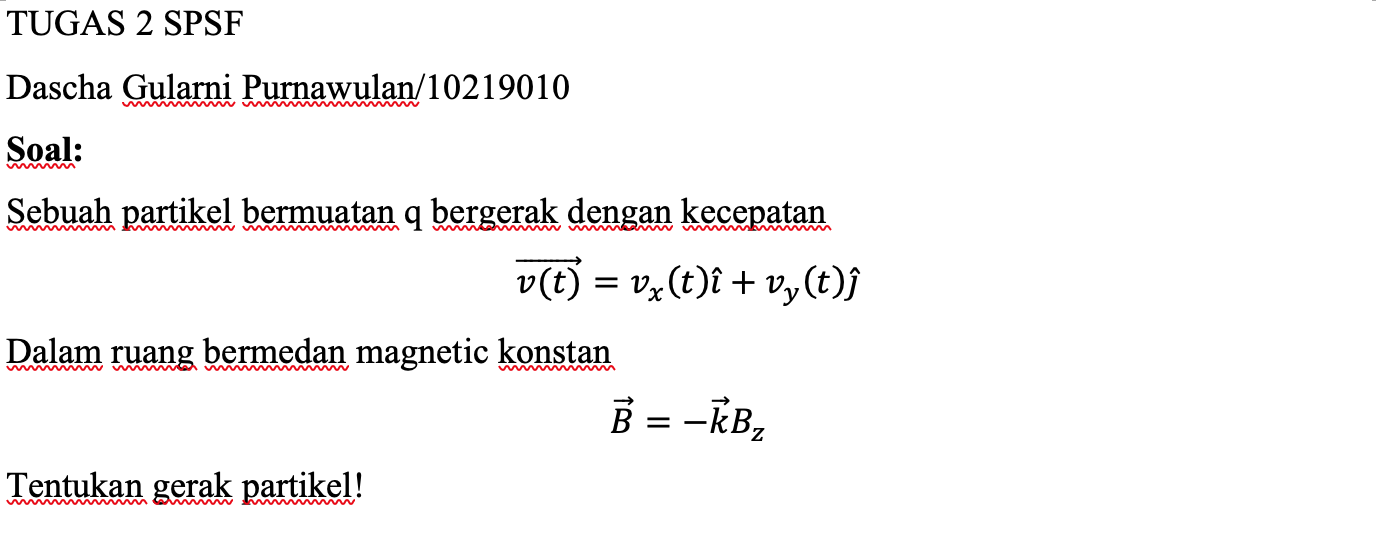 TUGAS 2 SPSF
Dascha Gularni Purnawulan/10219010
Soal:
Sebuah partikel bermuatan q bergerak dengan kecepatan
$\overrightarrow{v(t)} = v_x(t)\hat{\imath} + v_y(t)\hat{\jmath}$
Dalam ruang bermedan magnetic konstan
$\vec{B} = -\vec{k}B_z$
Tentukan gerak partikel!